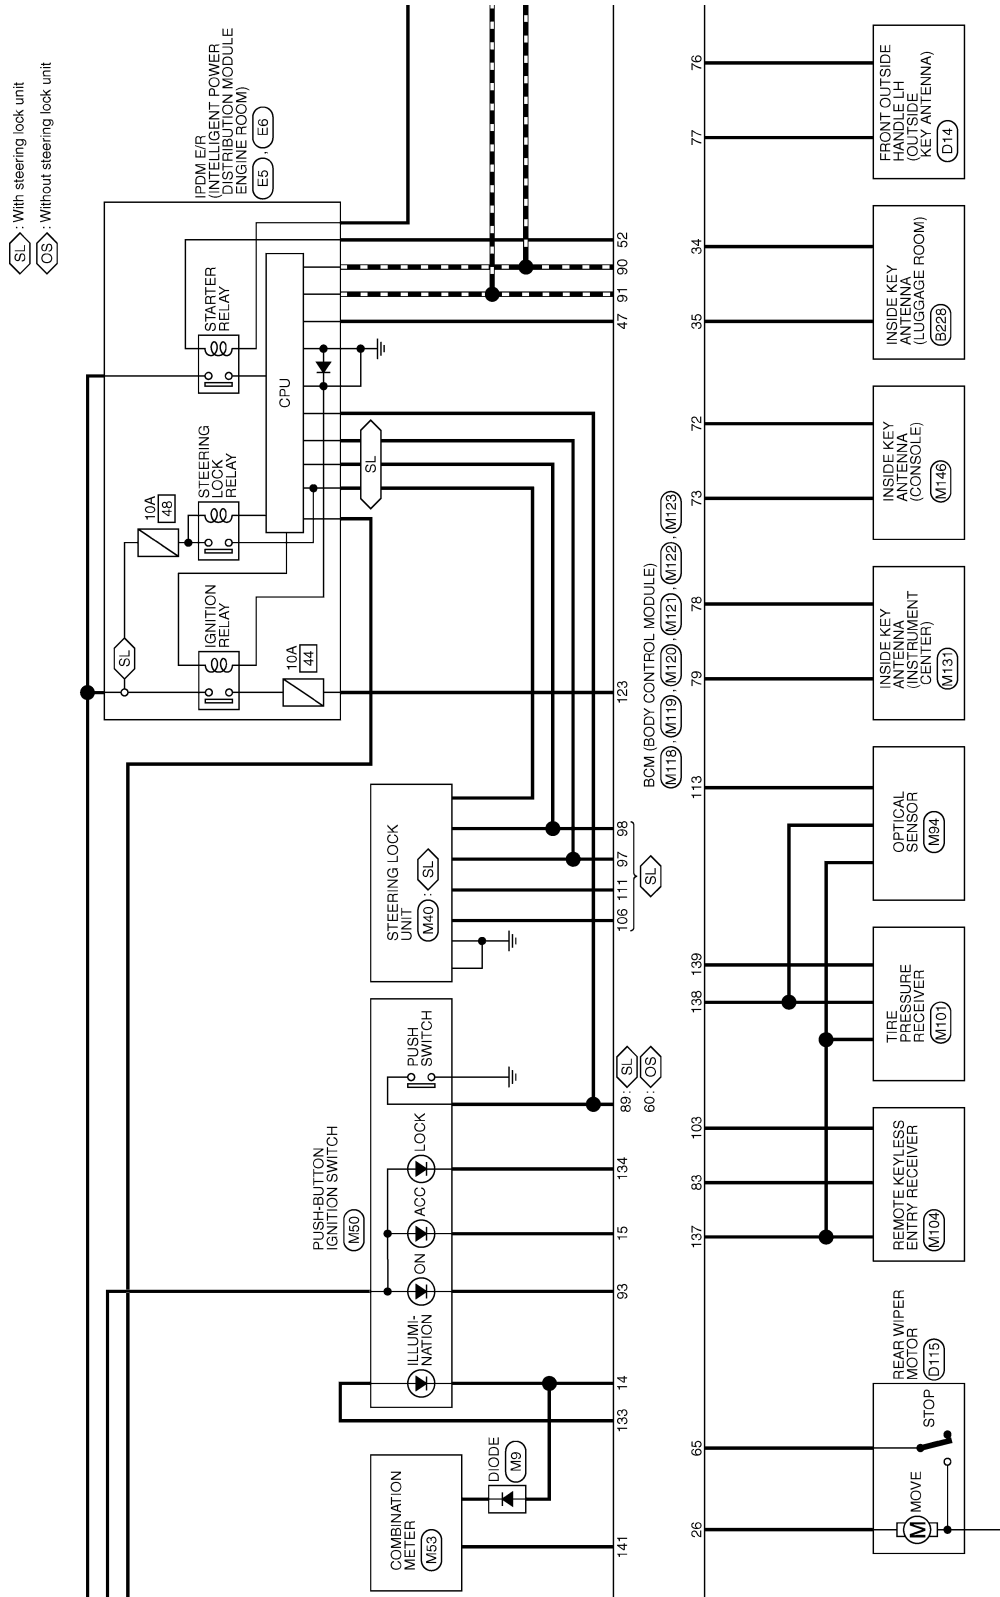 SL : With steering lock unit
OS : Without steering lock unit
IPDM E/R
(INTELLIGENT POWER
DISTRIBUTION MODULE
ENGINE ROOM)
E5 , E6
STARTER
RELAY
CPU
STEERING
LOCK
RELAY
10A
48
SL
IGNITION
RELAY
10A
44
SL
52
90
91
47
123
STEERING LOCK
UNIT
M40 : SL
98
97
111
106
SL
PUSH-BUTTON
IGNITION SWITCH
M50
PUSH
SWITCH
LOCK
ACC
ON
ILLUMI-
NATION
89: SL
60: OS
134
15
93
14
133
COMBINATION
METER
M53
DIODE
M9
141
BCM (BODY CONTROL MODULE)
M118 , M119 , M120 , M121 , M122 , M123
76
77
FRONT OUTSIDE
HANDLE LH
(OUTSIDE
KEY ANTENNA)
D14
34
35
INSIDE KEY
ANTENNA
(LUGGAGE ROOM)
B228
72
73
INSIDE KEY
ANTENNA
(CONSOLE)
M146
78
79
INSIDE KEY
ANTENNA
(INSTRUMENT
CENTER)
M131
113
OPTICAL
SENSOR
M94
139
138
TIRE
PRESSURE
RECEIVER
M101
103
83
137
REMOTE KEYLESS
ENTRY RECEIVER
M104
REAR WIPER
MOTOR
D115
65
26
STOP
MOVE
M